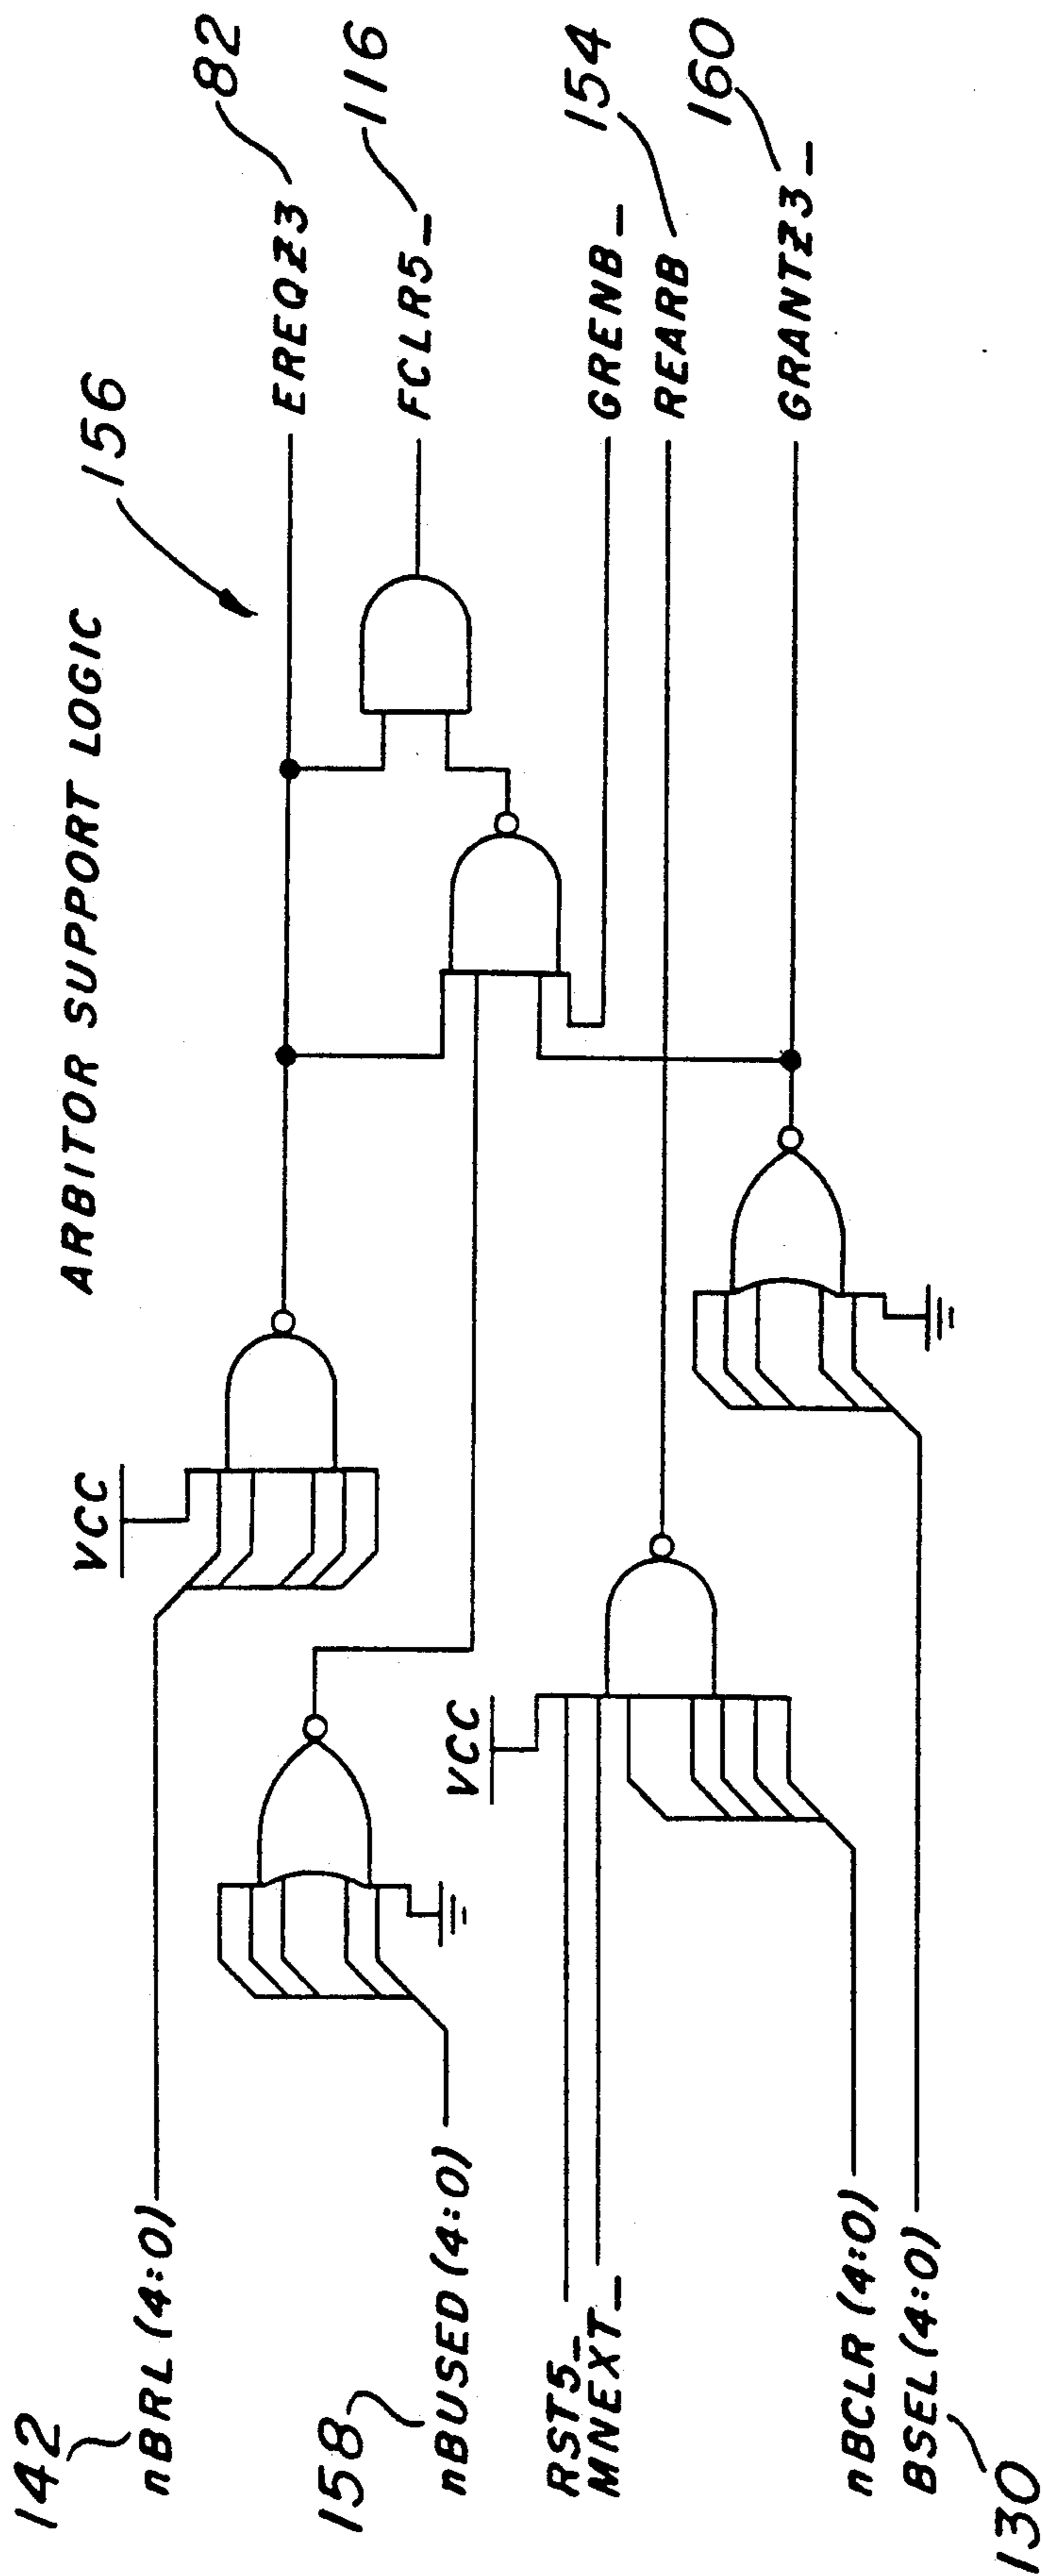 ARBITOR SUPPORT LOGIC
156
142
nBRL (4:0)
VCC
EREQZ3
82
158
nBUSED (4:0)
FCLR5_
116
VCC
RST5_
MNEXT_
GRENB_
154
REARB
nBCLR (4:0)
BSEL (4:0)
130
GRANTZ3_
160